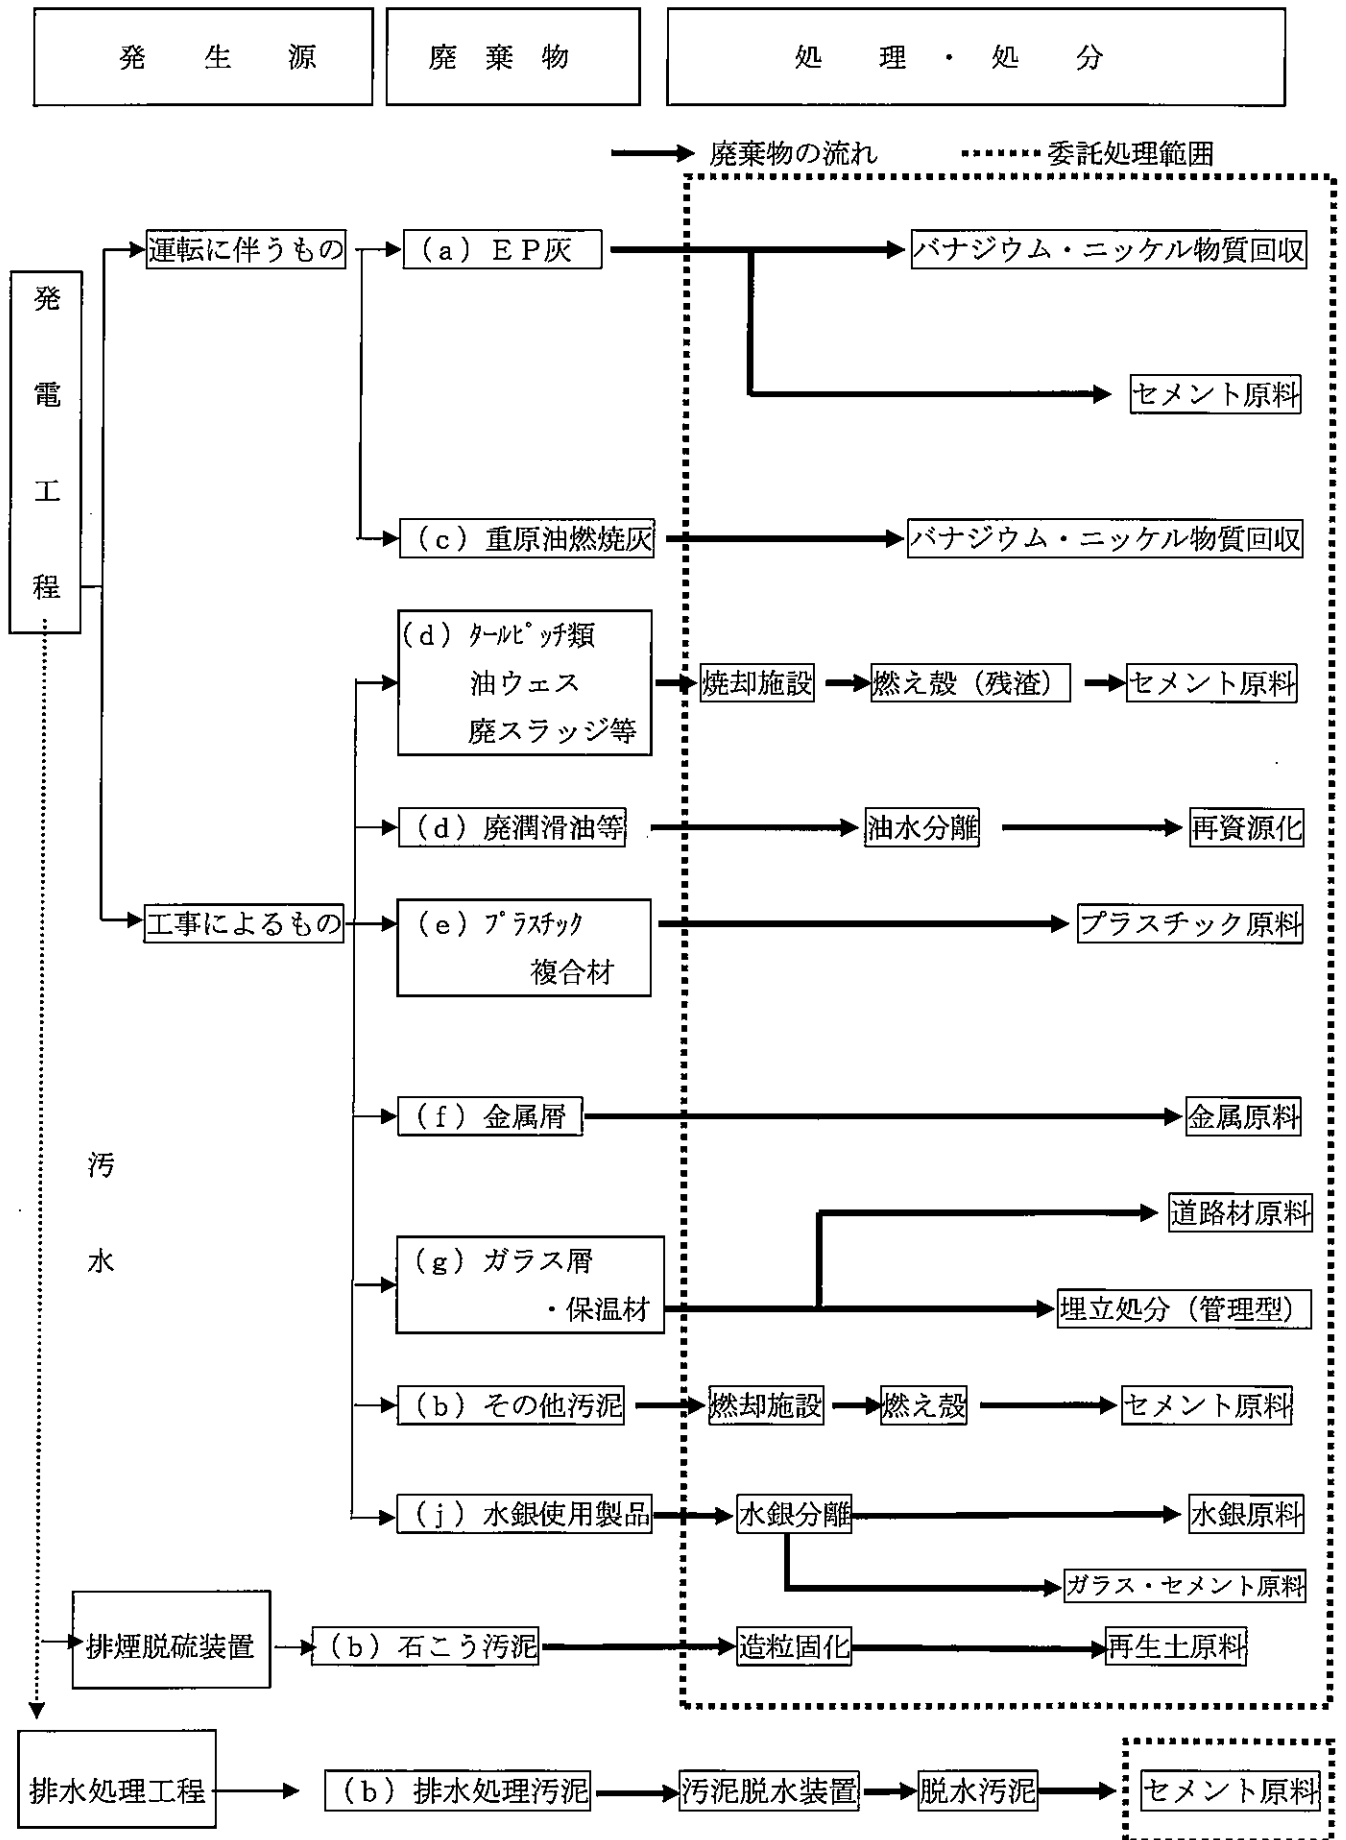 発生源
廃棄物
処理・処分
廃棄物の流れ
委託処理範囲
発電工程
運転に伴うもの
(a)EP灰
バナジウム・ニッケル物質回収
セメント原料
(c)重原油燃焼灰
バナジウム・ニッケル物質回収
(d)タールピッチ類
油ウェス
廃スラッジ等
焼却施設
燃え殻(残渣)
セメント原料
(d)廃潤滑油等
油水分離
再資源化
工事によるもの
(e)プラスチック
複合材
プラスチック原料
(f)金属屑
金属原料
汚水
(g)ガラス屑
・保温材
道路材原料
埋立処分(管理型)
(b)その他汚泥
燃却施設
燃え殻
セメント原料
(j)水銀使用製品
水銀分離
水銀原料
ガラス・セメント原料
排煙脱硫装置
(b)石こう汚泥
造粒固化
再生土原料
排水処理工程
(b)排水処理汚泥
汚泥脱水装置
脱水汚泥
セメント原料